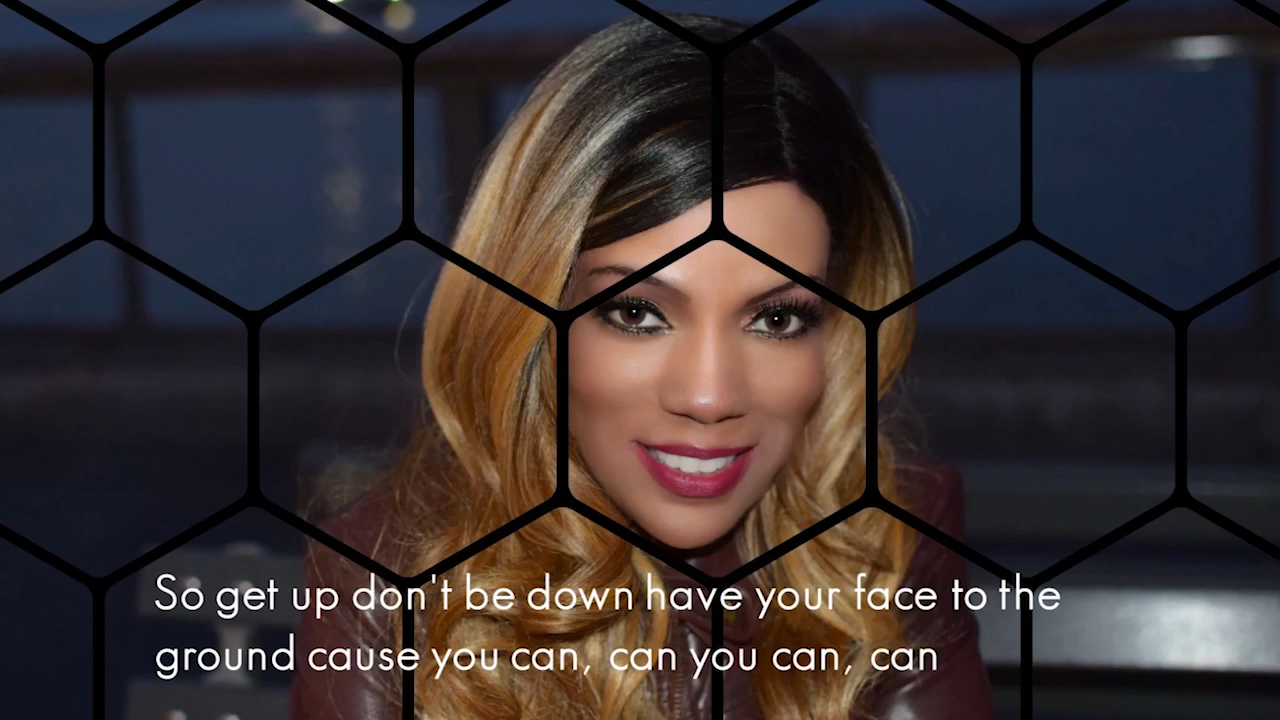 So get up don't be down have your face to the
ground cause you can, can you can, can